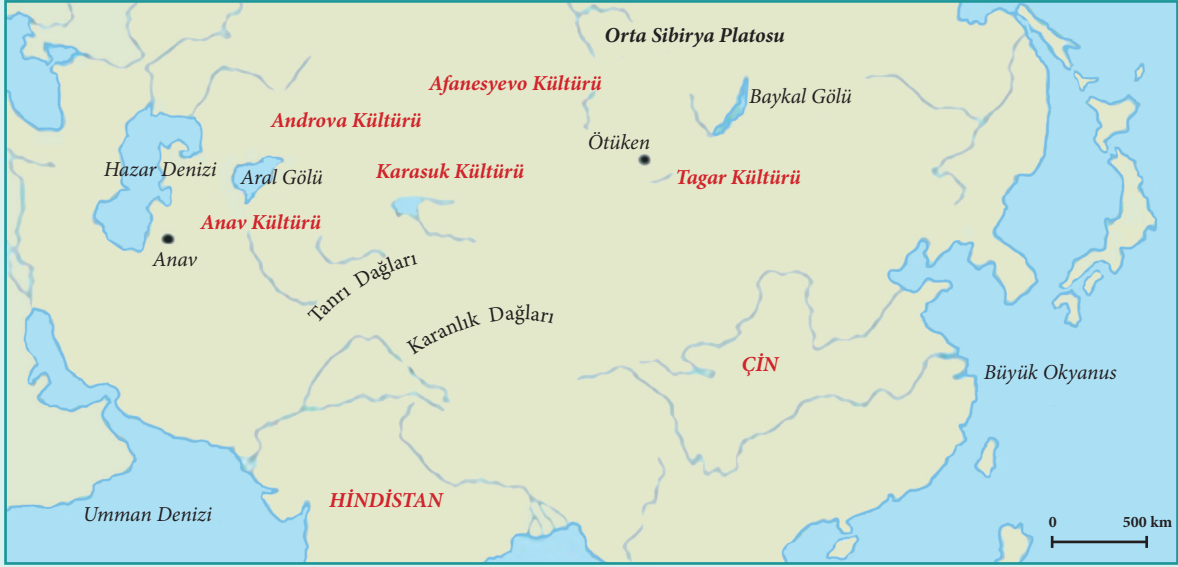 Orta Sibirya Platosu
Afanesyevo Kültürü
Baykal Gölü
Androva Kültürü
Ötüken
Hazar Denizi
Aral Gölü
Karasuk Kültürü
Tagar Kültürü
Anav Kültürü
Anav
Tanrı Dağları
Karanlık Dağları
ÇİN
Büyük Okyanus
HİNDİSTAN
Umman Denizi
0 500 km